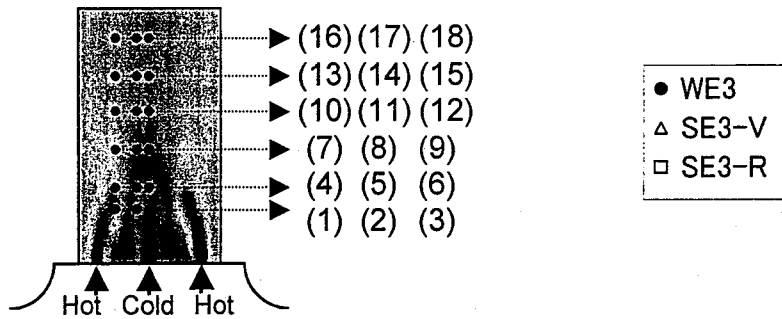 (16) (17) (18)
(13) (14) (15)
(10) (11) (12)
(7) (8) (9)
(4) (5) (6)
(1) (2) (3)
● WE3
△ SE3-V
□ SE3-R
Hot Cold Hot